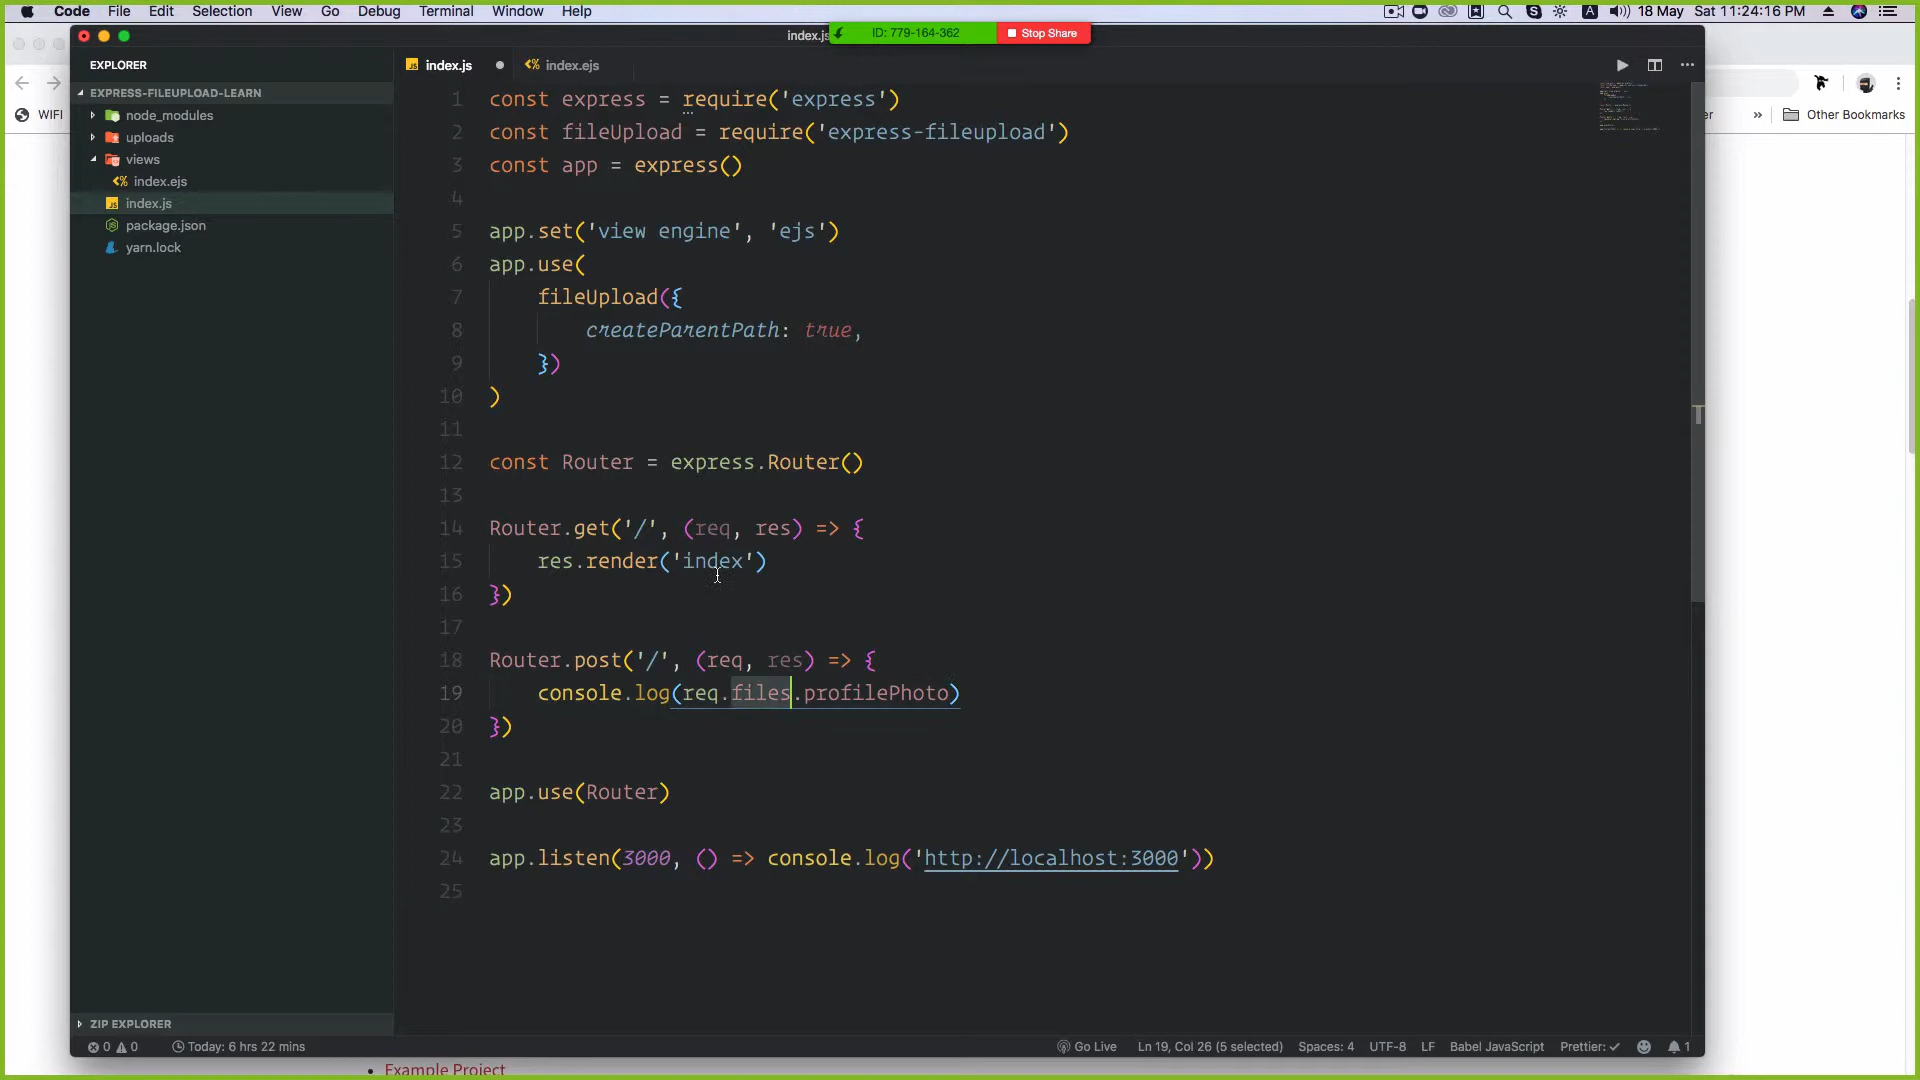 Code File Edit Selection View Go Debug Terminal Window Help
18 May Sat 11:24:16 PM
index.js
ID: 779-164-362 Stop Share
EXPLORER
index.js
index.ejs
EXPRESS-FILEUPLOAD-LEARN
node_modules
uploads
views
index.ejs
index.js
package.json
yarn.lock
WIFI
Other Bookmarks
1 const express = require('express')
2 const fileUpload = require('express-fileupload')
3 const app = express()
4
5 app.set('view engine', 'ejs')
6 app.use(
7 fileUpload({
8 createParentPath: true,
9 })
10 )
11
12 const Router = express.Router()
13
14 Router.get('/', (req, res) => {
15 res.render('index')
16 })
17
18 Router.post('/', (req, res) => {
19 console.log(req.files.profilePhoto)
20 })
21
22 app.use(Router)
23
24 app.listen(3000, () => console.log('http://localhost:3000'))
25
ZIP EXPLORER
0 0 Today: 6 hrs 22 mins
Go Live Ln 19, Col 26 (5 selected) Spaces: 4 UTF-8 LF Babel JavaScript Prettier: ✓ 1
Example Project